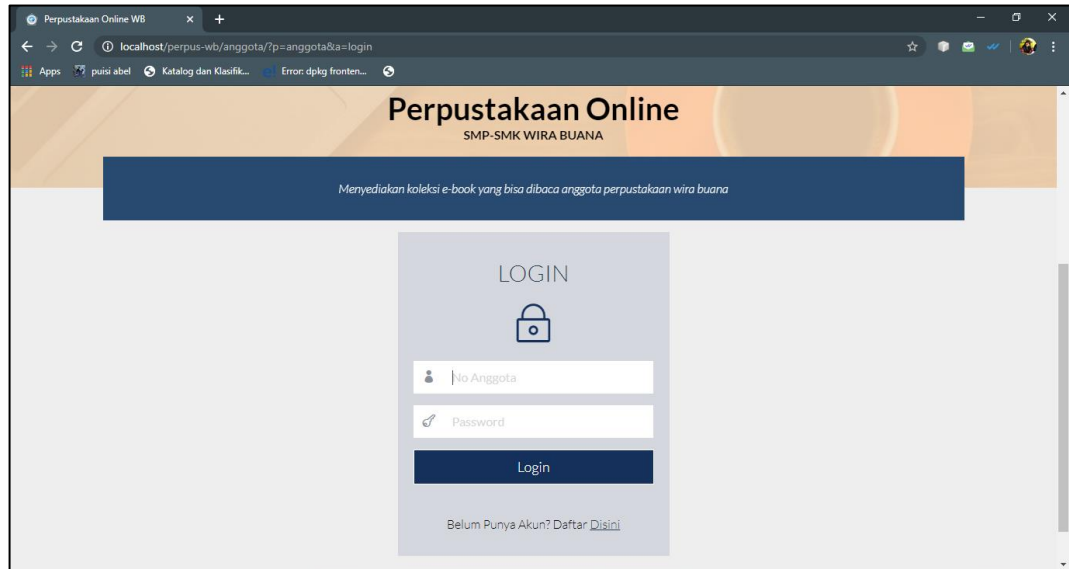 Perpustakaan Online WB
localhost/perpus-wb/anggota/?p=anggota&a=login
Apps puisi abel Katalog dan Klasifik... Error: dpkg fronten...
Perpustakaan Online
SMP-SMK WIRA BUANA
Menyediakan koleksi e-book yang bisa dibaca anggota perpustakaan wira buana
LOGIN
No Anggota
Password
Login
Belum Punya Akun? Daftar Disini